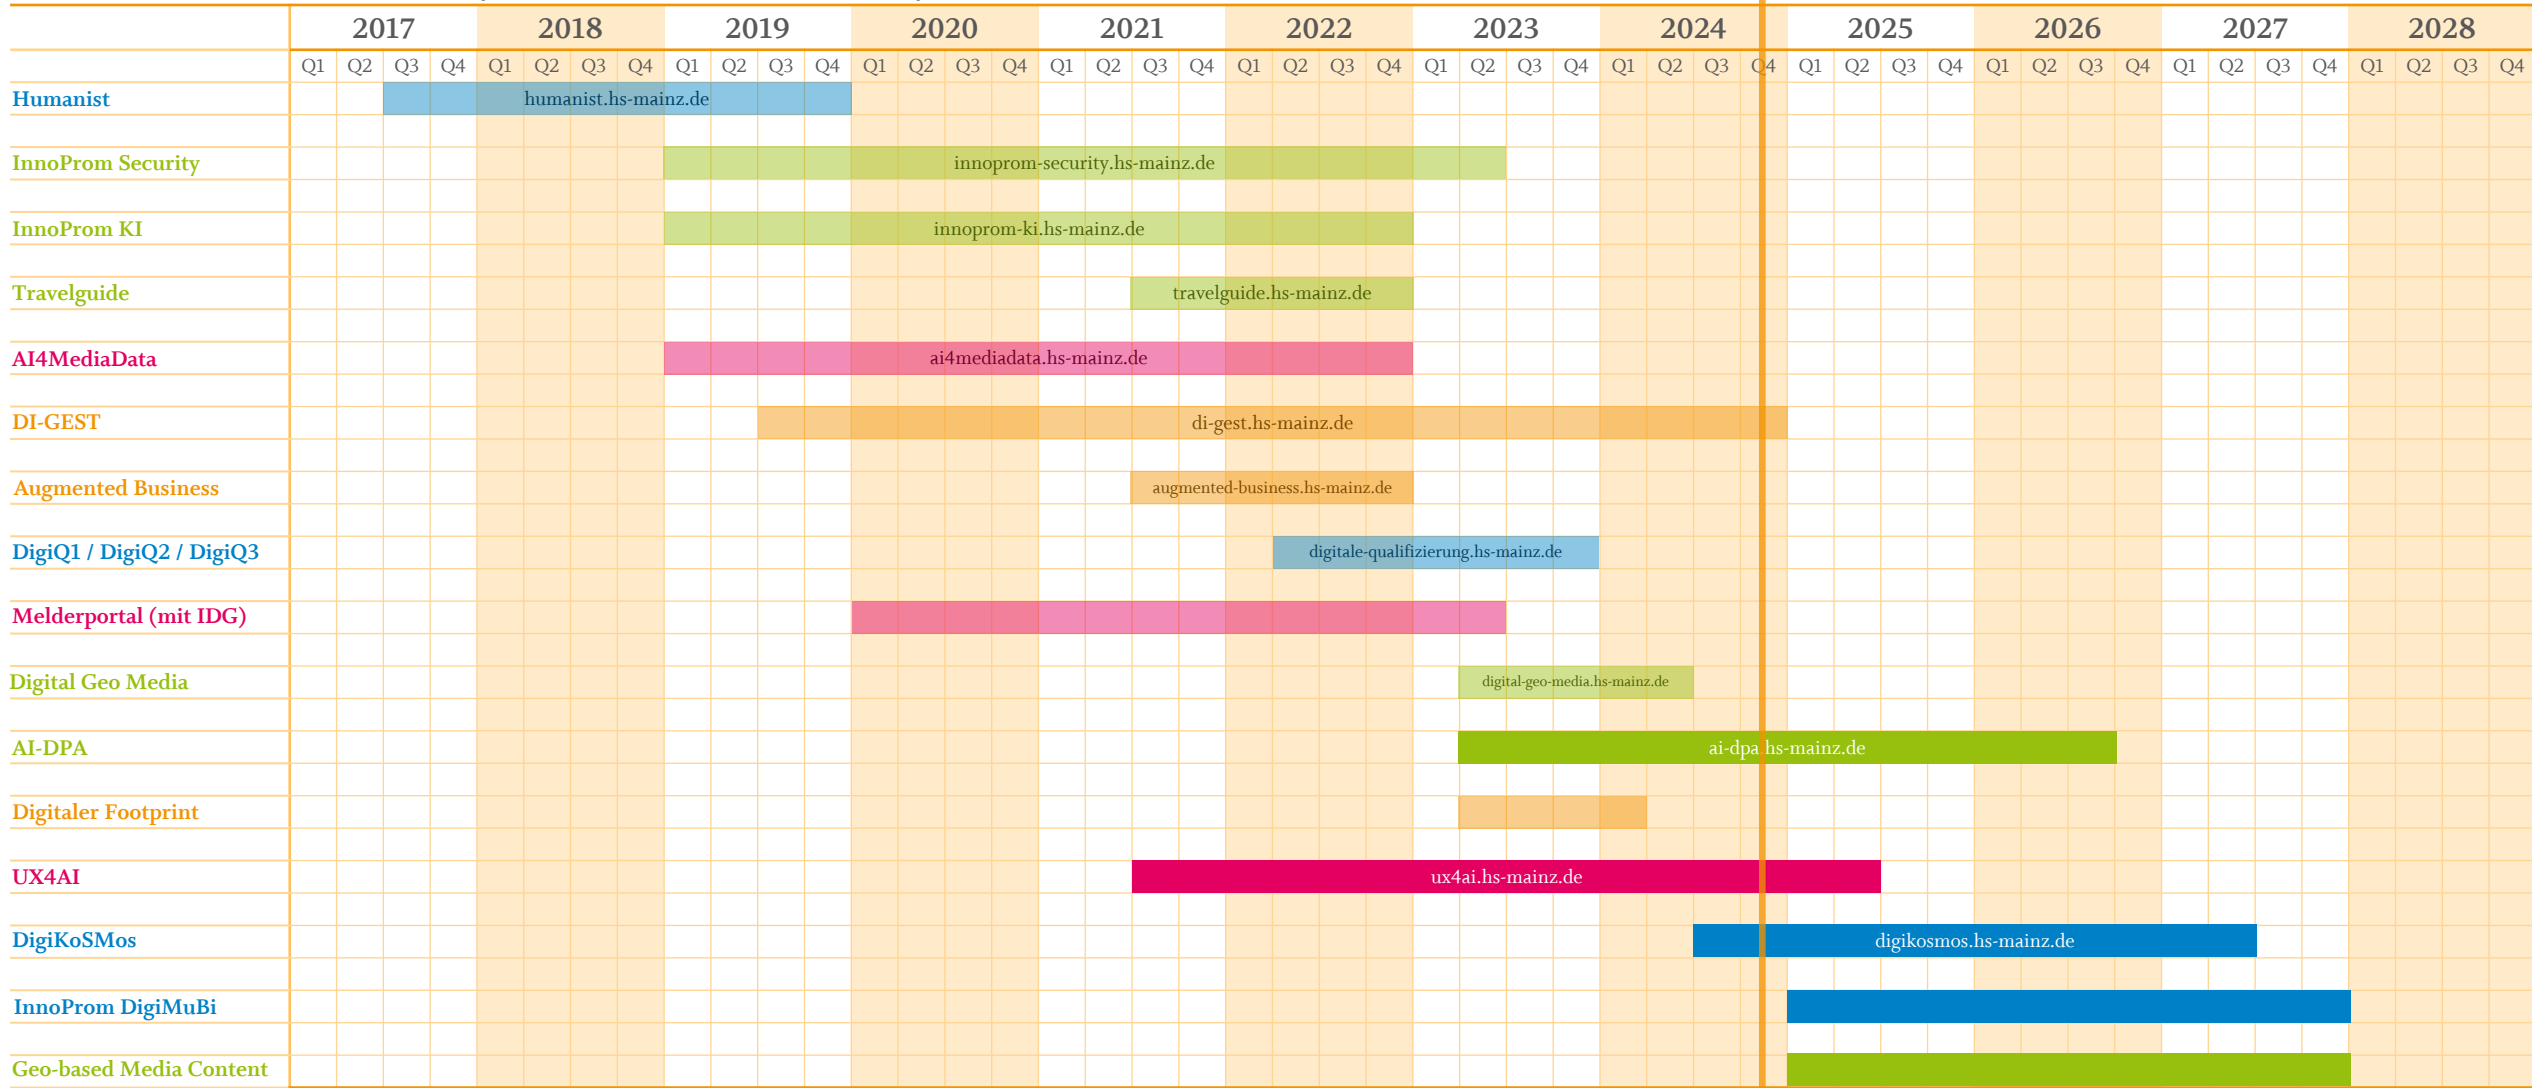 2017 2018 2019 2020 2021 2022 2023 2024 2025 2026 2027 2028
Q1 Q2 Q3 Q4 Q1 Q2 Q3 Q4 Q1 Q2 Q3 Q4 Q1 Q2 Q3 Q4 Q1 Q2 Q3 Q4 Q1 Q2 Q3 Q4 Q1 Q2 Q3 Q4 Q1 Q2 Q3 Q4 Q1 Q2 Q3 Q4 Q1 Q2 Q3 Q4 Q1 Q2 Q3 Q4 Q1 Q2 Q3 Q4
Humanist humanist.hs-mainz.de
InnoProm Security innoprom-security.hs-mainz.de
InnoProm KI innoprom-ki.hs-mainz.de
Travelguide travelguide.hs-mainz.de
AI4MediaData ai4mediadata.hs-mainz.de
DI-GEST di-gest.hs-mainz.de
Augmented Business augmented-business.hs-mainz.de
DigiQ1 / DigiQ2 / DigiQ3 digitale-qualifizierung.hs-mainz.de
Melderportal (mit IDG)
Digital Geo Media digital-geo-media.hs-mainz.de
AI-DPA ai-dpa.hs-mainz.de
Digitaler Footprint
UX4AI ux4ai.hs-mainz.de
DigiKoSMos digikosmos.hs-mainz.de
InnoProm DigiMuBi
Geo-based Media Content